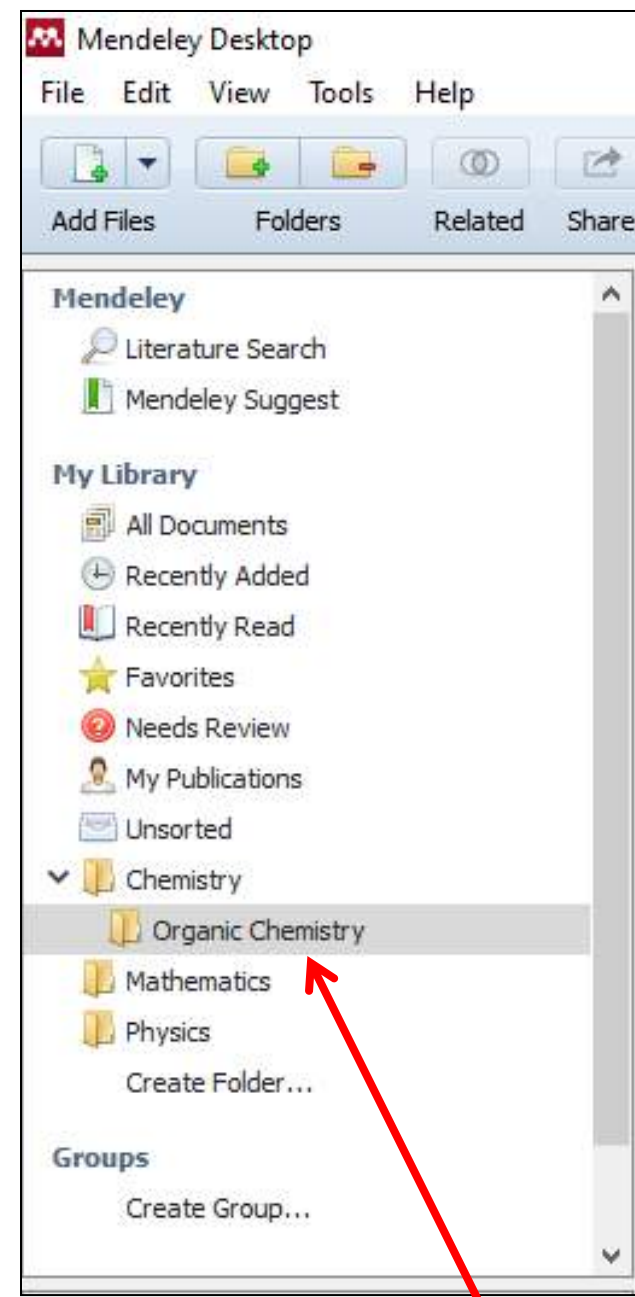 Mendeley Desktop
File Edit View Tools Help
Add Files Folders Related Share
Mendeley
Literature Search
Mendeley Suggest
My Library
All Documents
Recently Added
Recently Read
Favorites
Needs Review
My Publications
Unsorted
Chemistry
Organic Chemistry
Mathematics
Physics
Create Folder...
Groups
Create Group...